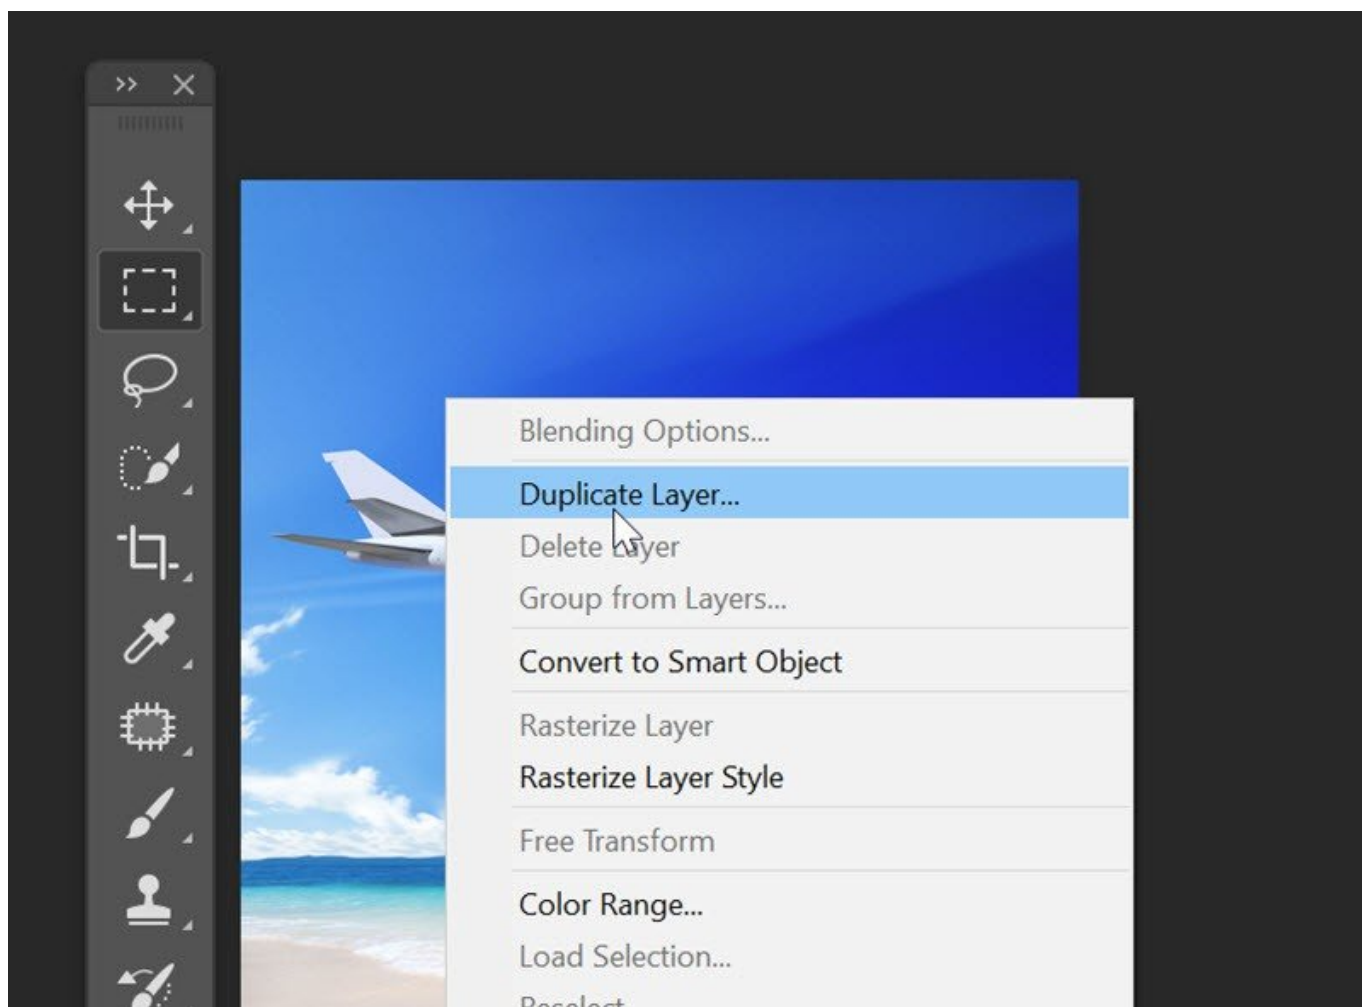 Blending Options...
Duplicate Layer...
Delete Layer
Group from Layers...
Convert to Smart Object
Rasterize Layer
Rasterize Layer Style
Free Transform
Color Range...
Load Selection...
Reselect